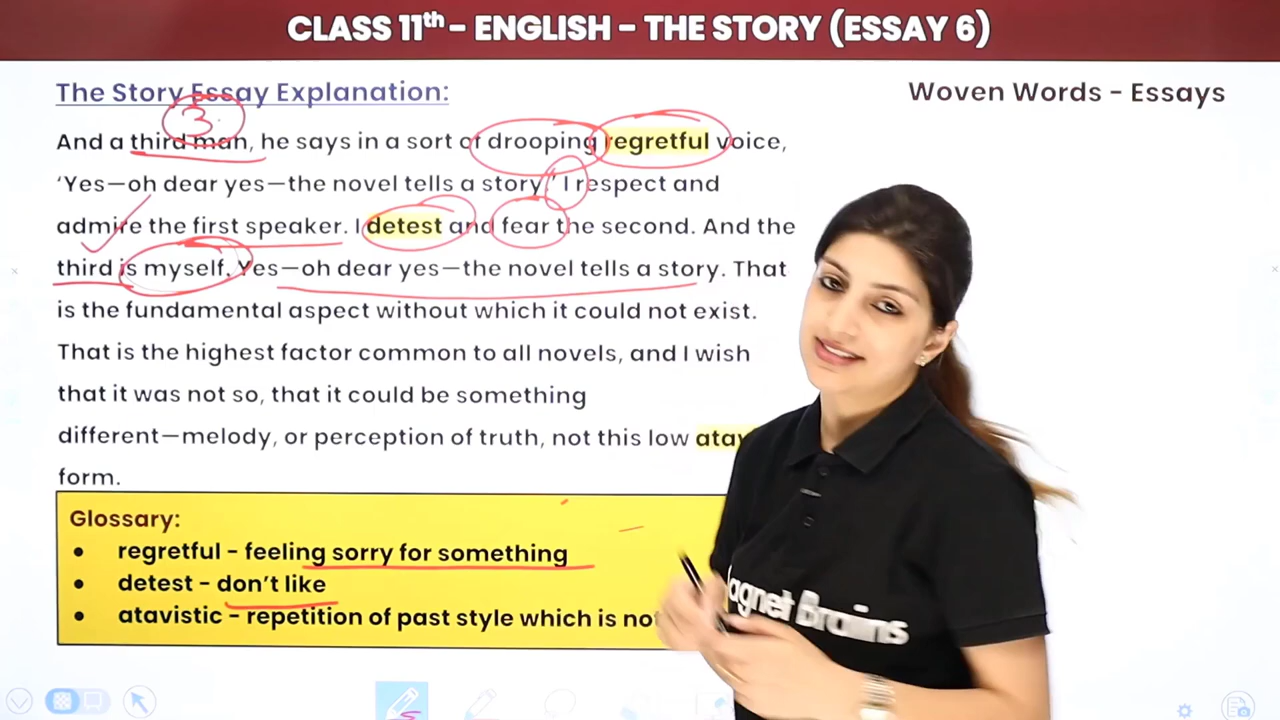 CLASS 11th – ENGLISH – THE STORY (ESSAY 6)
The Story Essay Explanation:
Woven Words – Essays
3
And a third man, he says in a sort of drooping regretful voice,
‘Yes—oh dear yes—the novel tells a story.’ I respect and
admire the first speaker. I detest and fear the second. And the
third is myself. Yes—oh dear yes—the novel tells a story. That
is the fundamental aspect without which it could not exist.
That is the highest factor common to all novels, and I wish
that it was not so, that it could be something
different—melody, or perception of truth, not this low
form.
Glossary:
• regretful – feeling sorry for something
• detest – don’t like
• atavistic – repetition of past style which is not
Magnet Brains